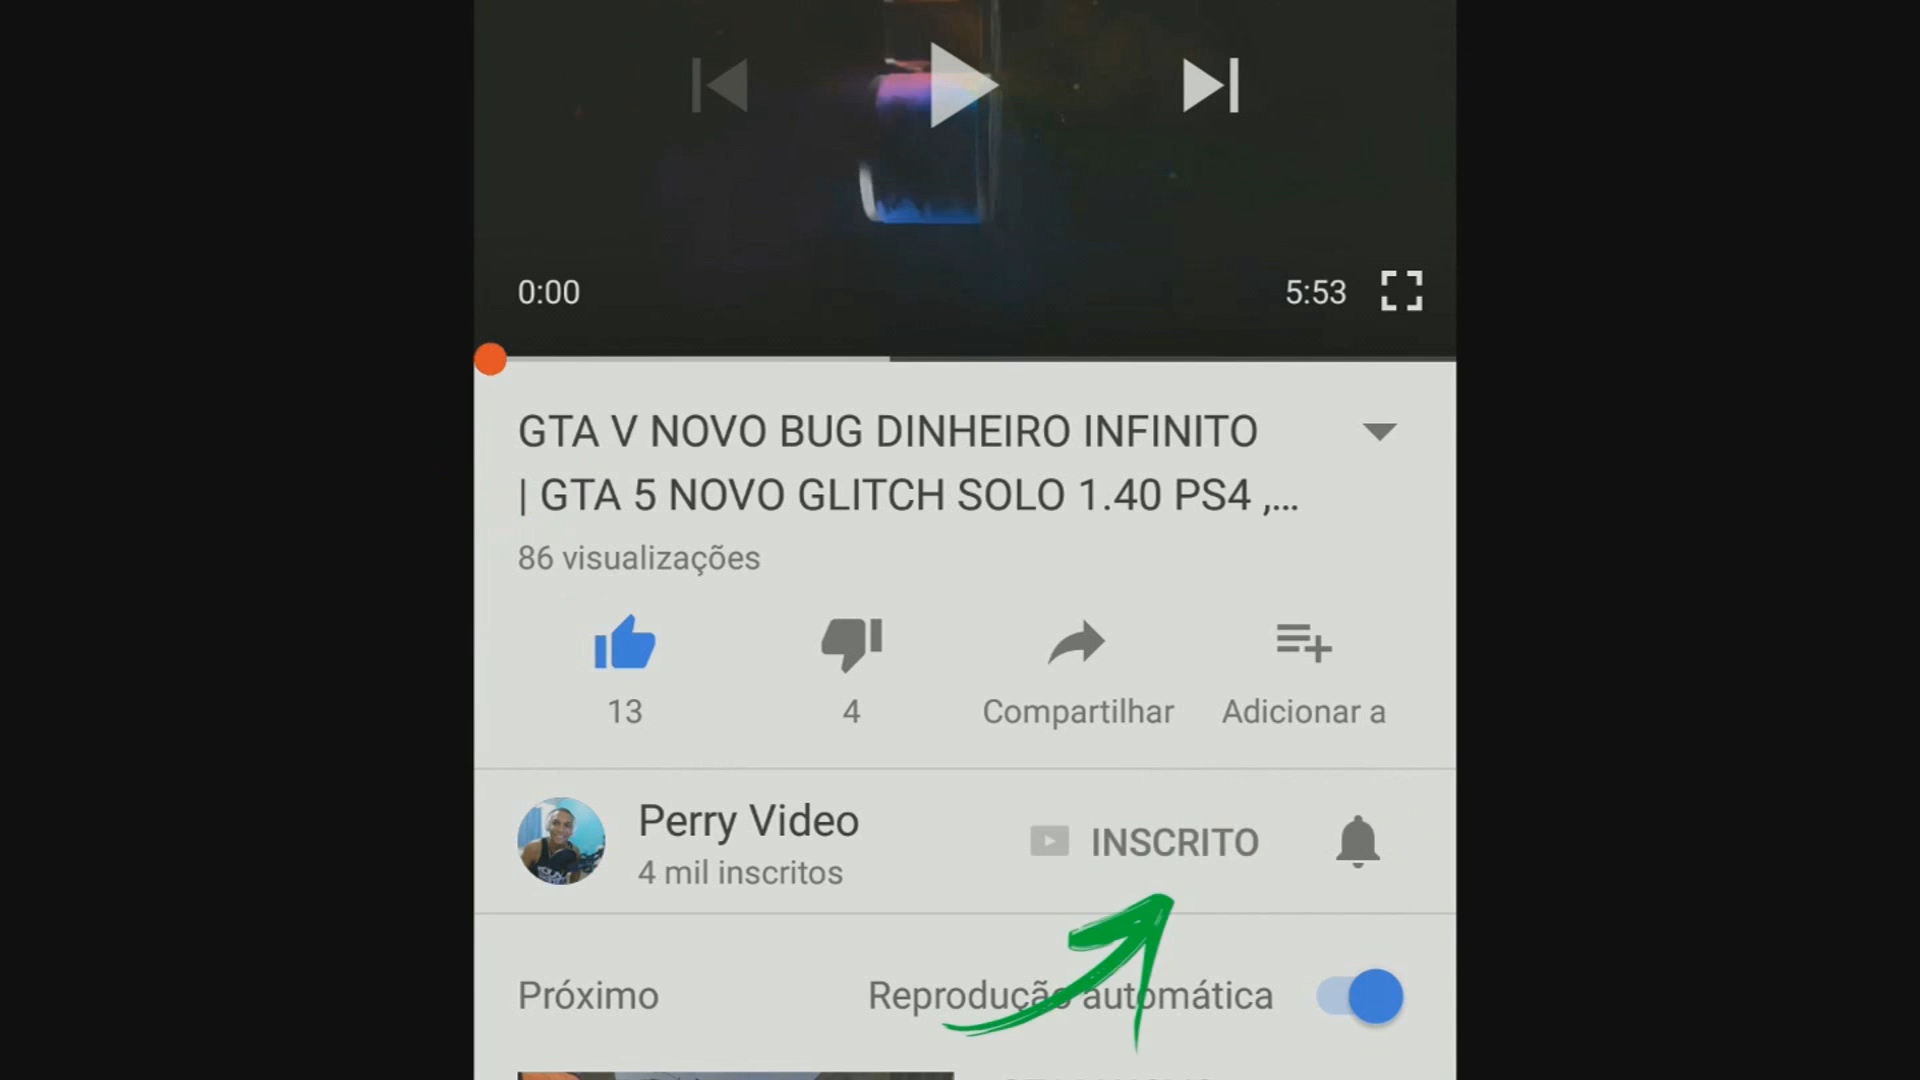 0:00
5:53
GTA V NOVO BUG DINHEIRO INFINITO
| GTA 5 NOVO GLITCH SOLO 1.40 PS4 ,...
86 visualizações
13
4
Compartilhar
Adicionar a
Perry Video
4 mil inscritos
INSCRITO
Próximo
Reprodução automática